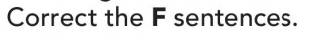 Correct the F sentences.